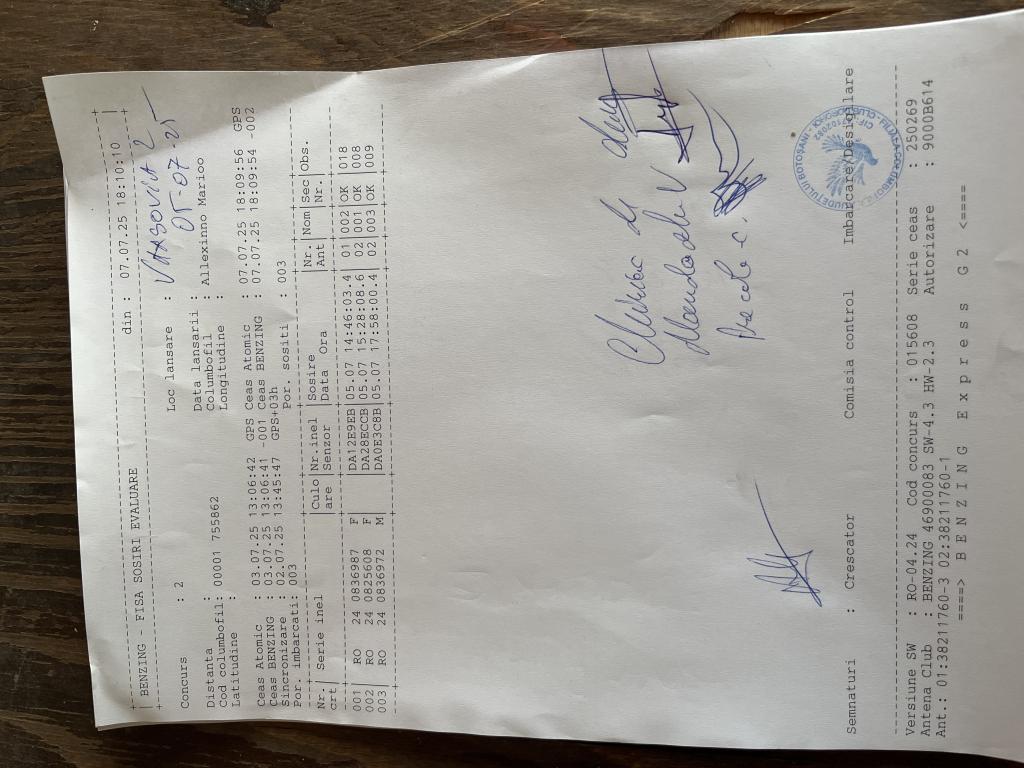 BENZING - FISA SOSIRI EVALUARE din : 07.07.25 18:10:10
Concurs : 2 Loc lansare : 
Distanta : Data lansarii : 05-07-25
Cod columbofil: 00001 755862 Columbofil : Allexinno Marioo
Latitudine : Longitudine :
Ceas Atomic : 03.07.25 13:06:42 GPS Ceas Atomic : 07.07.25 18:09:56 GPS
Ceas BENZING : 03.07.25 13:06:41 -001 Ceas BENZING : 07.07.25 18:09:54 -002
Sincronizare : 02.07.25 13:45:47 GPS+03h
Por. imbarcati: 003 Por. sositi : 003
Nr.| Serie inel |Culo|Nr.inel |Sosire |Nr. |Nom|Sec|Obs.
crt| |are |Senzor |Data Ora |Ant | |Nr.|
001| RO 24 0836987 F| |DA12E9EB|05.07 14:46:03.4| 01|002|OK |018
002| RO 24 0825608 F| |DA28ECCB|05.07 15:28:08.6| 02|001|OK |008
003| RO 24 0836972 M| |DA0E3C8B|05.07 17:58:00.4| 02|003|OK |009
Semnaturi : Crescator Comisia control Imbarcare/Desigilare
Versiune SW : RO-04.24 Cod concurs : 015608 Serie ceas : 250269
Antena Club : BENZING 46900083 SW-4.3 HW-2.3 Autorizare : 9000B614
Ant.: 01:38211760-3 02:38211760-1
====> B E N Z I N G E x p r e s s G 2 <====